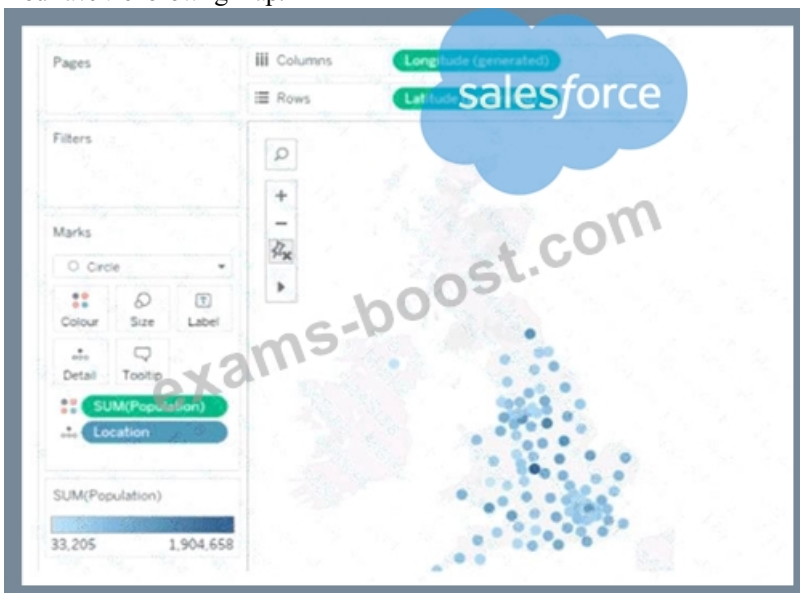 Pages
Columns
Longitude (generated)
Rows
Latitude
salesforce
Filters
Marks
Circle
Colour
Size
Label
Detail
Tooltip
SUM(Population)
Location
SUM(Population)
33,205
1,904,658
exams-boost.com